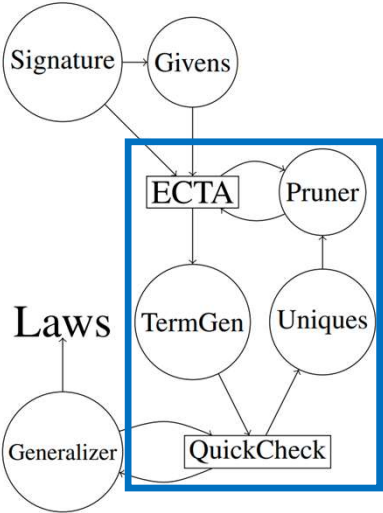 Signature
Givens
ECTA
Pruner
TermGen
Uniques
Laws
Generalizer
QuickCheck